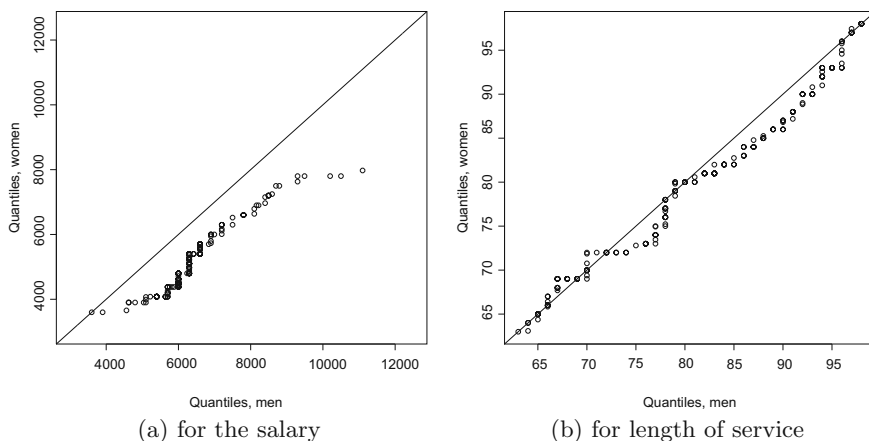 12000
10000
8000
6000
4000
Quantiles, women
4000 6000 8000 10000 12000
Quantiles, men
(a) for the salary
95
90
85
80
75
70
65
Quantiles, women
65 70 75 80 85 90 95
Quantiles, men
(b) for length of service